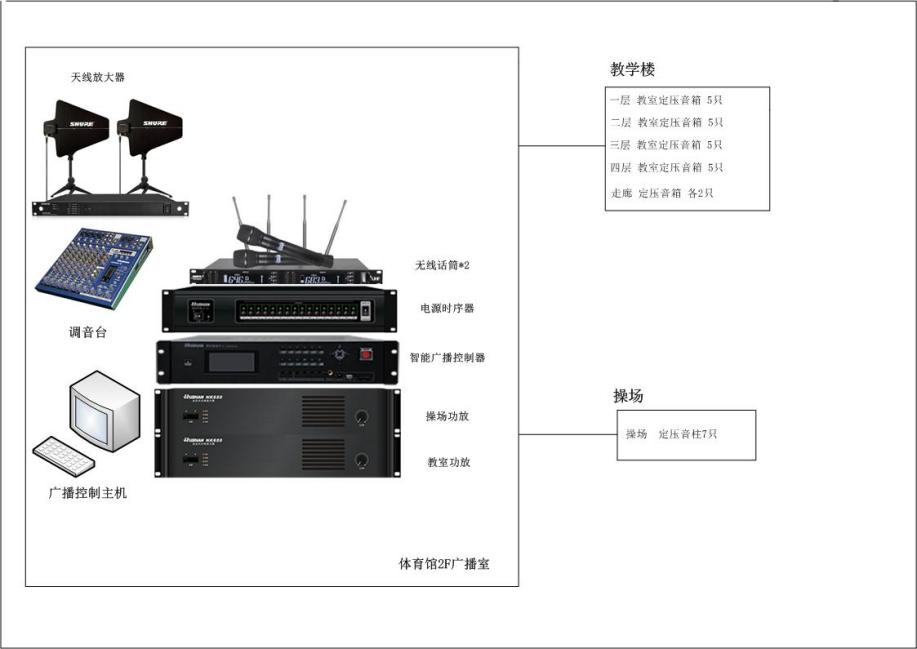 天线放大器
SHURE
SHURE
调音台
广播控制主机
无线话筒*2
电源时序器
智能广播控制器
操场功放
教室功放
体育馆2F广播室
教学楼
一层 教室定压音箱 5只
二层 教室定压音箱 5只
三层 教室定压音箱 5只
四层 教室定压音箱 5只
走廊 定压音箱 各2只
操场
操场 定压音柱7只